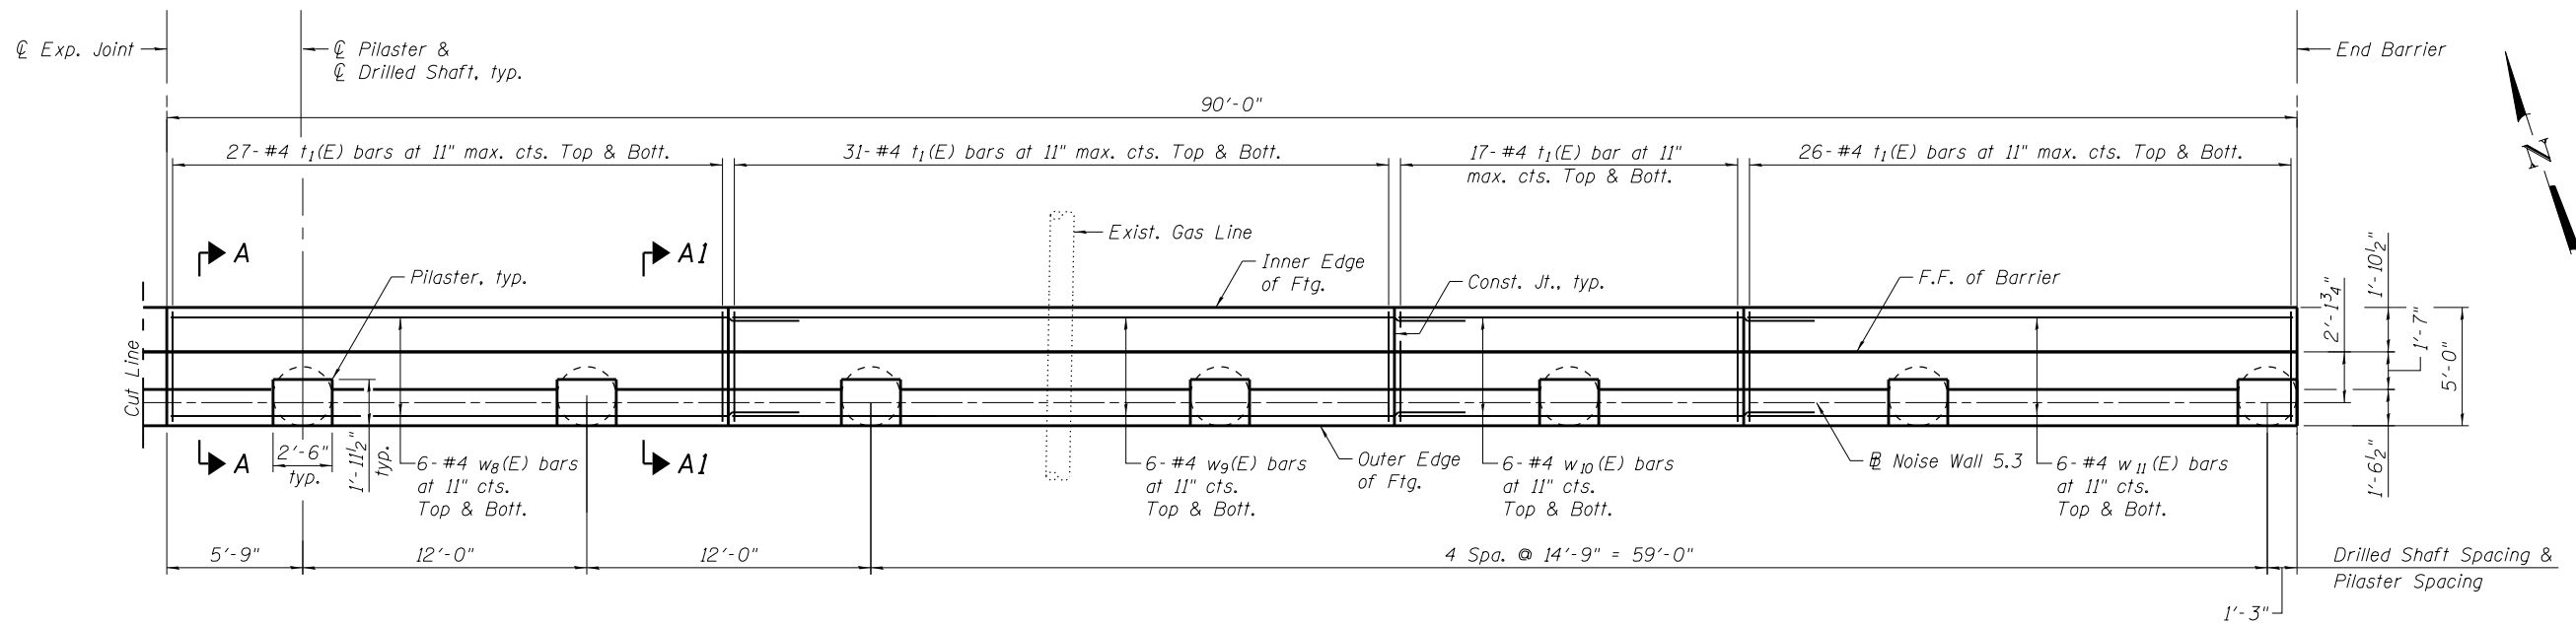 ℄ Exp. Joint
℄ Pilaster &
℄ Drilled Shaft, typ.
End Barrier
90'-0"
27- #4 t1(E) bars at 11" max. cts. Top & Bott.
31- #4 t1(E) bars at 11" max. cts. Top & Bott.
17- #4 t1(E) bar at 11"
max. cts. Top & Bott.
26- #4 t1(E) bars at 11" max. cts. Top & Bott.
N
A
A1
Exist. Gas Line
Pilaster, typ.
Inner Edge
of Ftg.
Const. Jt., typ.
F.F. of Barrier
1'-10½"
2'-1¾"
1'-7"
5'-0"
1'-6½"
Cut Line
A
2'-6"
typ.
1'-11½"
typ.
6- #4 w8(E) bars
at 11" cts.
Top & Bott.
A1
6- #4 w9(E) bars
at 11" cts.
Top & Bott.
Outer Edge
of Ftg.
6- #4 w10(E) bars
at 11" cts.
Top & Bott.
BL Noise Wall 5.3
6- #4 w11(E) bars
at 11" cts.
Top & Bott.
5'-9"
12'-0"
12'-0"
4 Spa. @ 14'-9" = 59'-0"
Drilled Shaft Spacing &
Pilaster Spacing
1'-3"